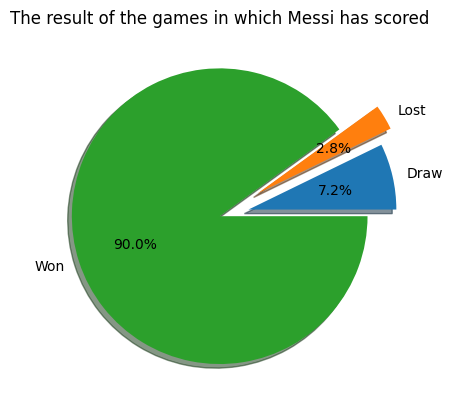 The result of the games in which Messi has scored
Lost
2.8%
Draw
7.2%
90.0%
Won